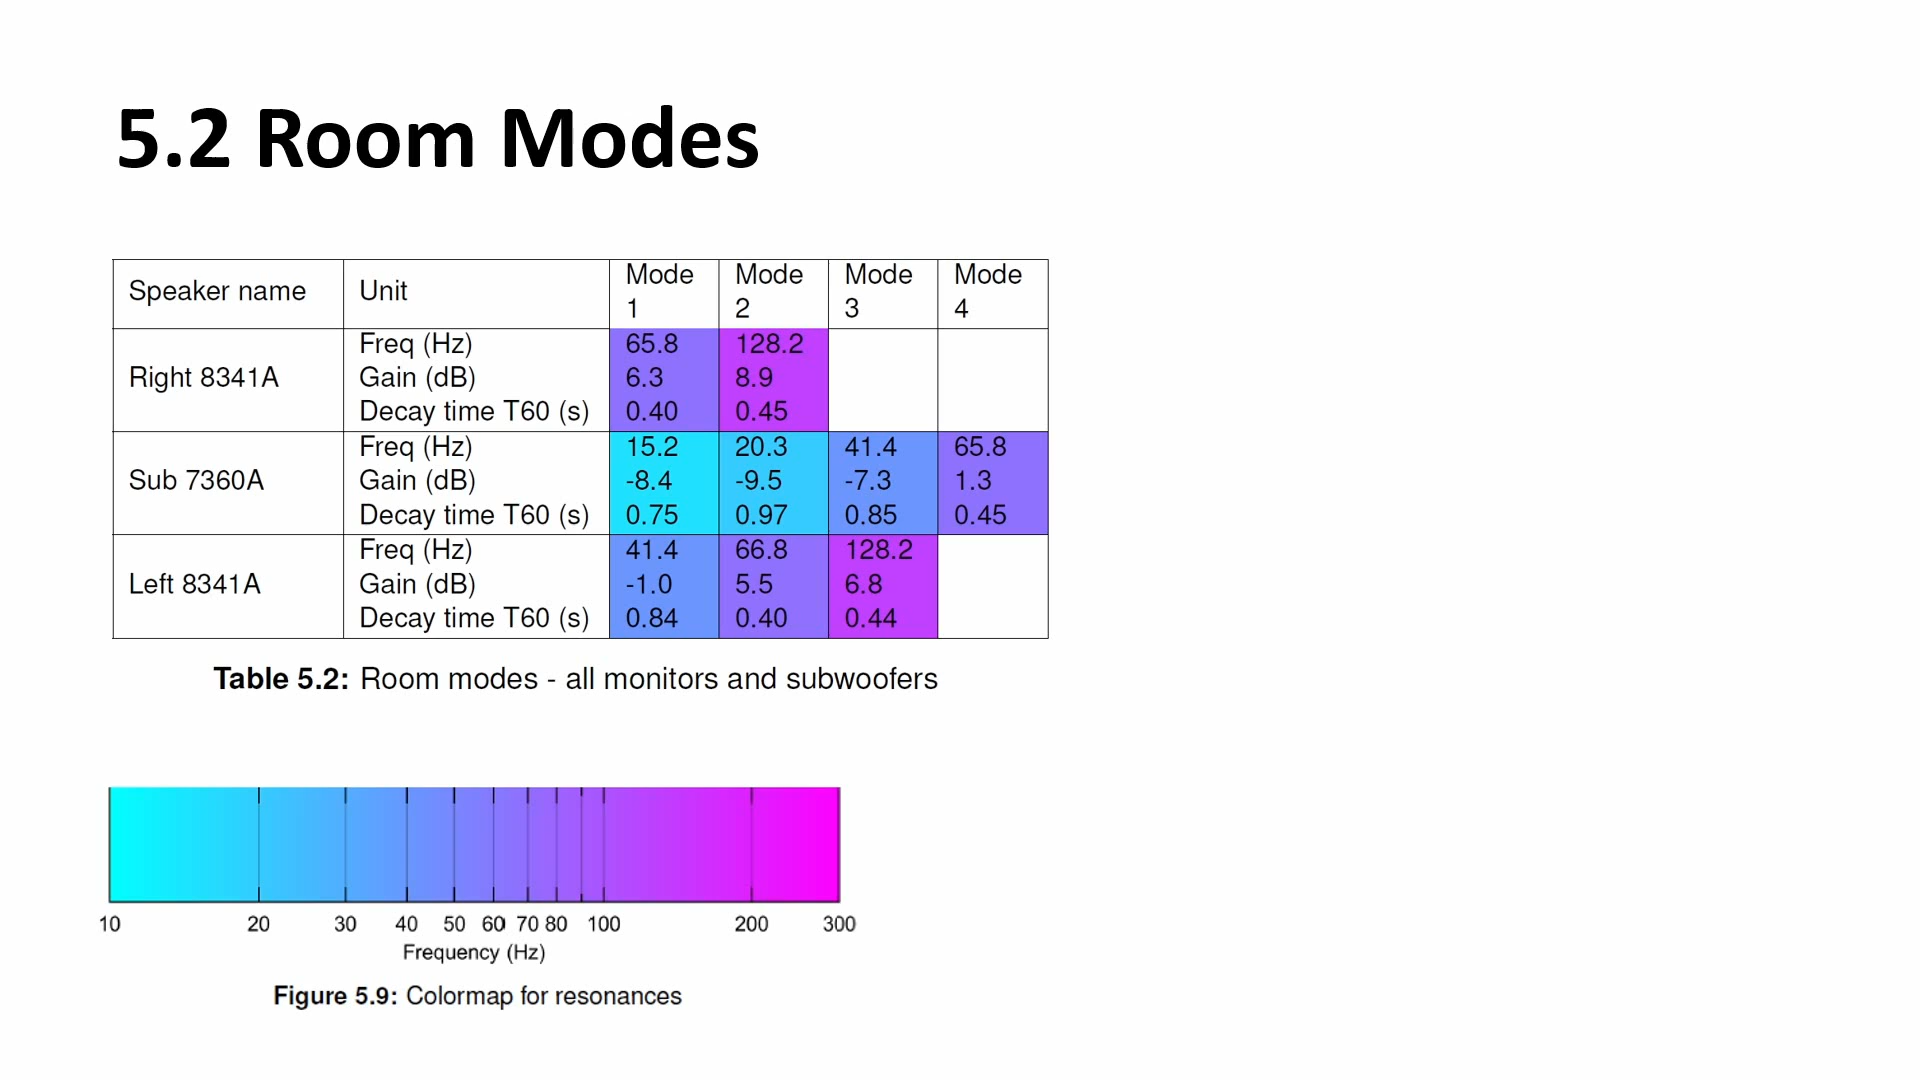 5.2 Room Modes
Speaker name Unit Mode 1 Mode 2 Mode 3 Mode 4
Right 8341A
Freq (Hz) 65.8 128.2
Gain (dB) 6.3 8.9
Decay time T60 (s) 0.40 0.45
Sub 7360A
Freq (Hz) 15.2 20.3 41.4 65.8
Gain (dB) -8.4 -9.5 -7.3 1.3
Decay time T60 (s) 0.75 0.97 0.85 0.45
Left 8341A
Freq (Hz) 41.4 66.8 128.2
Gain (dB) -1.0 5.5 6.8
Decay time T60 (s) 0.84 0.40 0.44
Table 5.2: Room modes - all monitors and subwoofers
10 20 30 40 50 60 70 80 100 200 300
Frequency (Hz)
Figure 5.9: Colormap for resonances